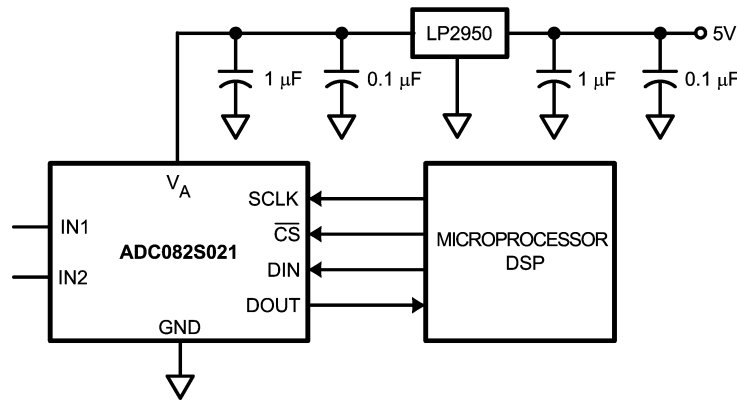 LP2950
5V
1 μF
0.1 μF
1 μF
0.1 μF
VA
SCLK
IN1
CS
MICROPROCESSOR
ADC082S021
DSP
IN2
DIN
DOUT
GND